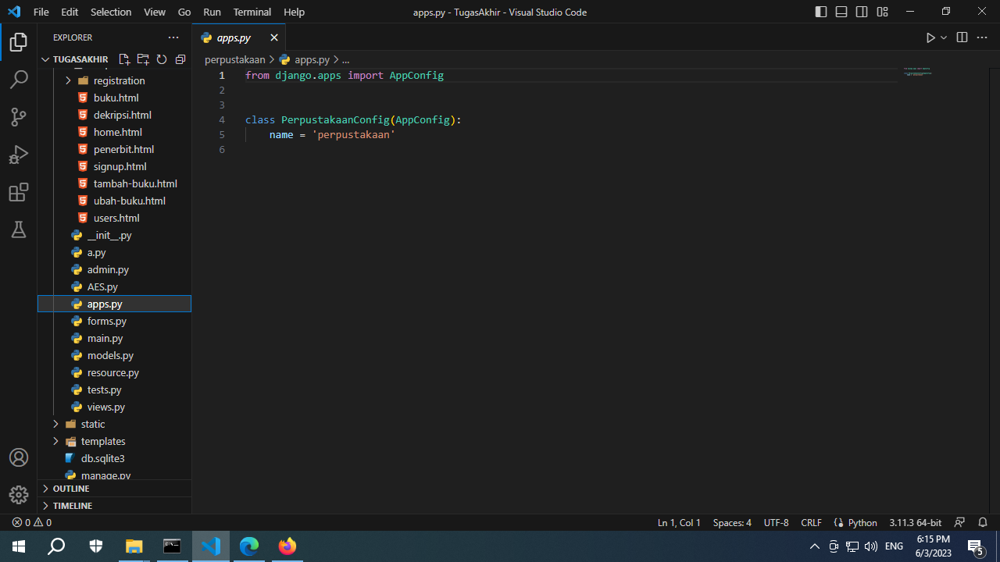 File Edit Selection View Go Run Terminal Help
apps.py - TugasAkhir - Visual Studio Code
EXPLORER
TUGASAKHIR
registration
buku.html
dekripsi.html
home.html
penerbit.html
signup.html
tambah-buku.html
ubah-buku.html
users.html
__init__.py
a.py
admin.py
AES.py
apps.py
forms.py
main.py
models.py
resource.py
tests.py
views.py
static
templates
db.sqlite3
manage.py
OUTLINE
TIMELINE
apps.py
perpustakaan > apps.py > ...
1 from django.apps import AppConfig
2
3
4 class PerpustakaanConfig(AppConfig):
5 name = 'perpustakaan'
6
0 0
Ln 1, Col 1 Spaces: 4 UTF-8 CRLF Python 3.11.3 64-bit
ENG
6:15 PM
6/3/2023
5